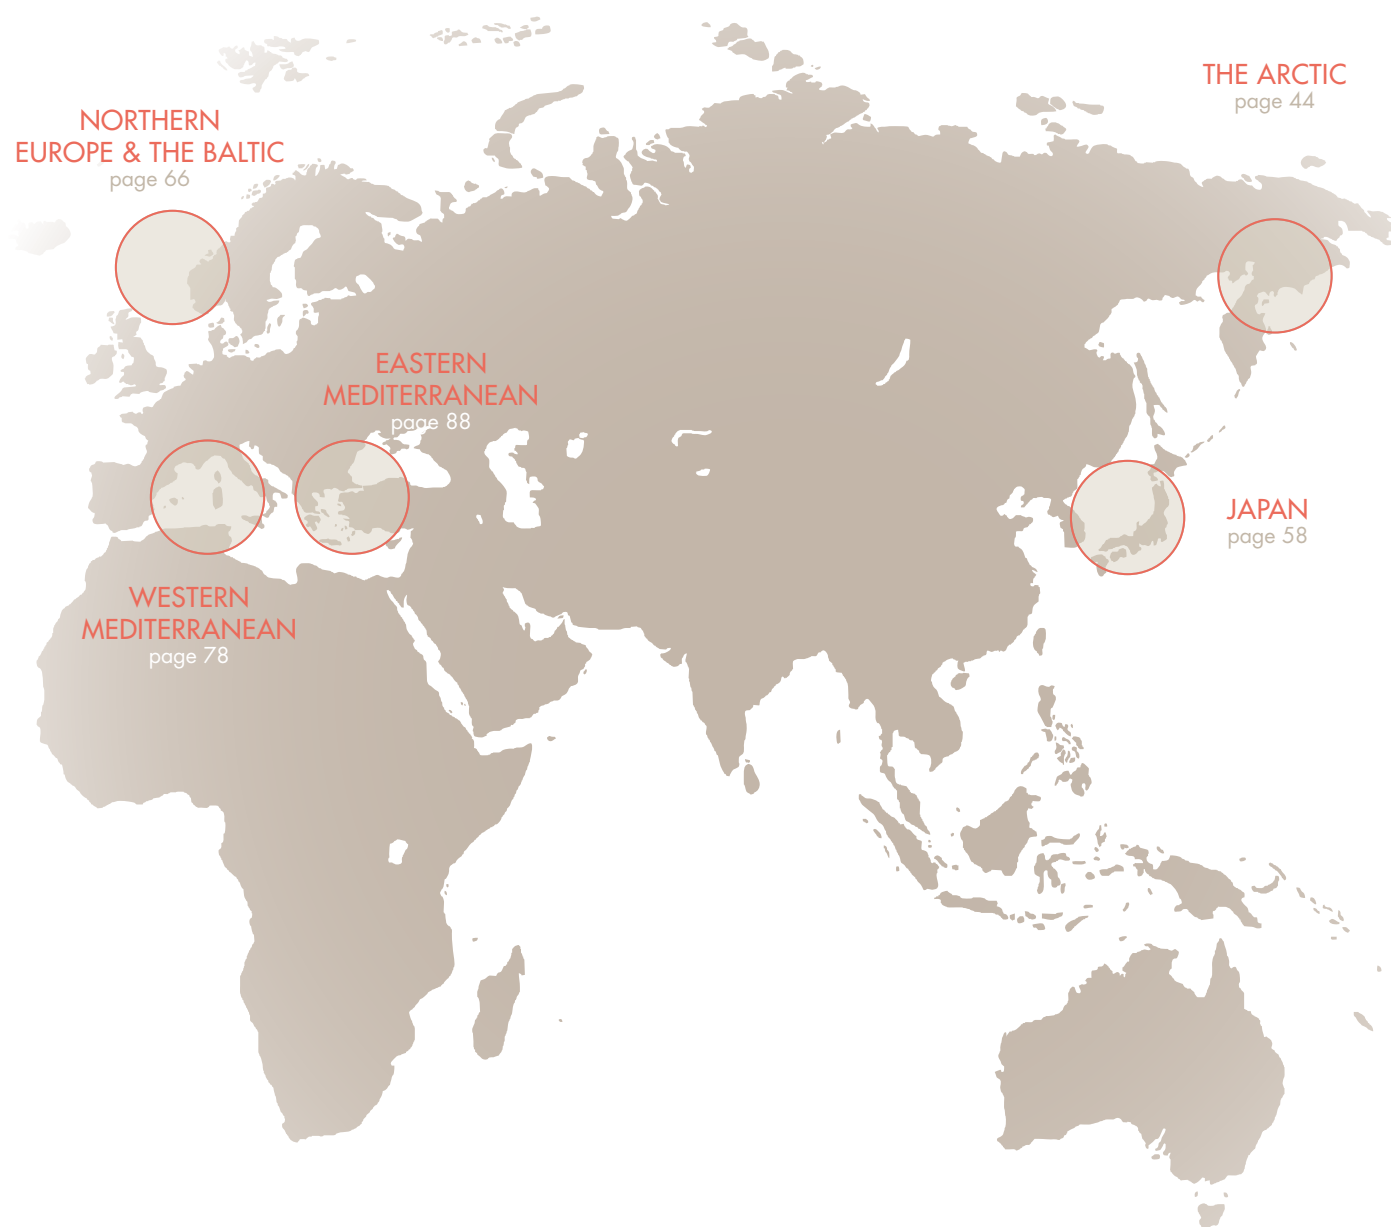 THE ARCTIC
page 44
NORTHERN
EUROPE & THE BALTIC
page 66
EASTERN
MEDITERRANEAN
page 88
JAPAN
page 58
WESTERN
MEDITERRANEAN
page 78